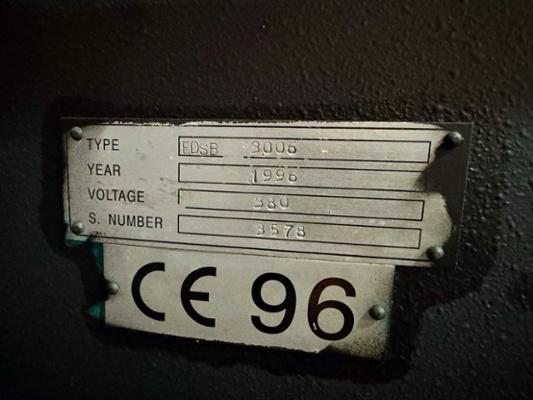 TYPE FDSB 3006
YEAR 1996
VOLTAGE 380
S. NUMBER 3578
CE 96